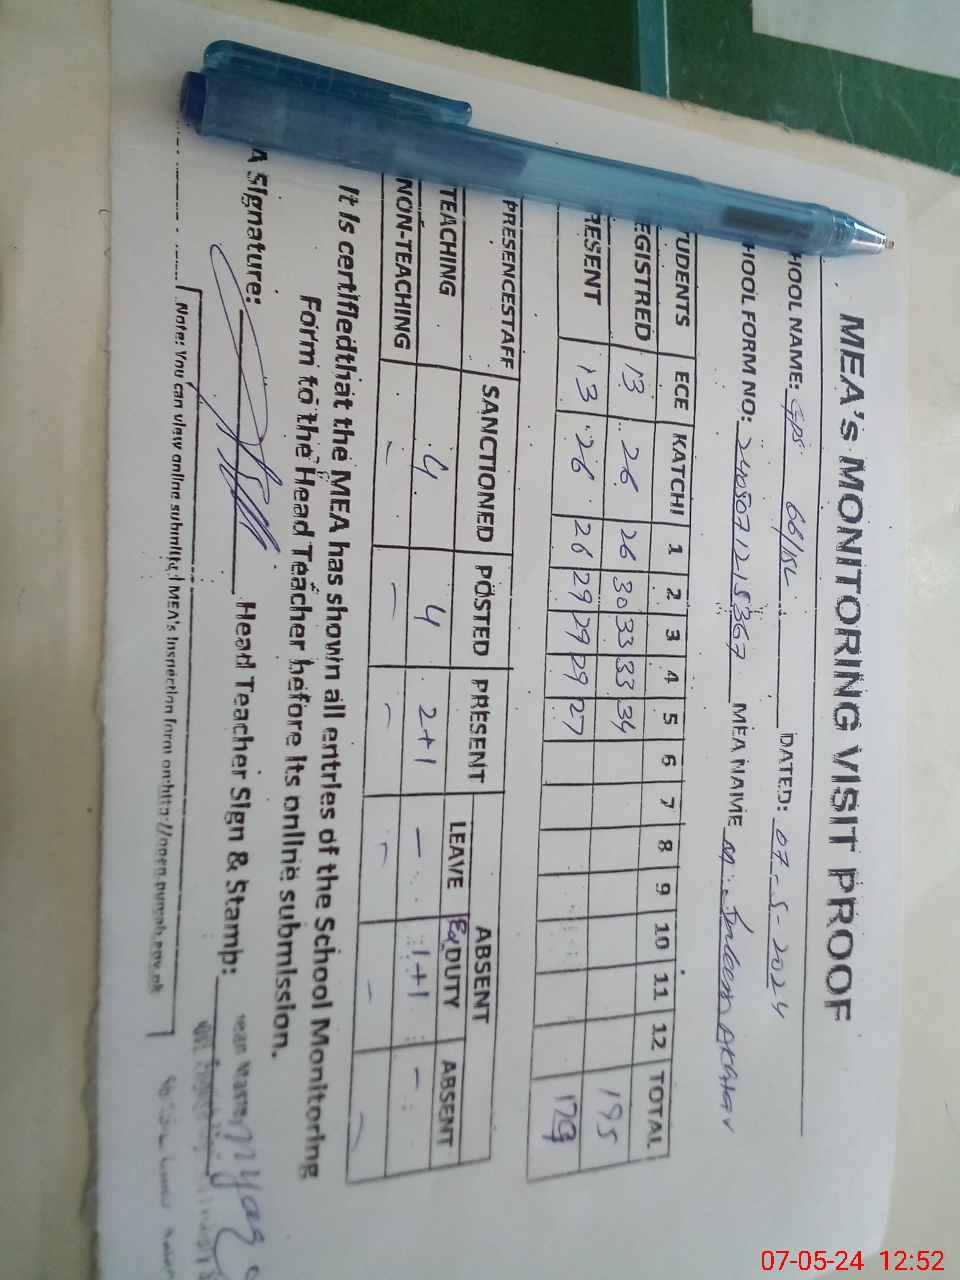 MEA's MONITORING VISIT PROOF
HOOL NAME: GPS 66/15L DATED: 07-5-2024
HOOL FORM NO: MEA NAME M.
UDENTS ECE KATCHI 1 2 3 4 5 6 7 8 9 10 11 12 TOTAL
EGISTRED 13 26 26 30 33 33 34 195
RESENT 13 26 26 29 29 29 27 179
PRESENCESTAFF SANCTIONED POSTED PRESENT ABSENT
LEAVE DUTY ABSENT
TEACHING 4 4 2+1 - 1+1 -
NON-TEACHING - - - - - -
It is certifiedthat the MEA has shown all entries of the School Monitoring
Form to the Head Teacher before its online submission.
A Signature: Head Teacher Sign & Stamp:
Note: You can view online submitted MEA's Inspection form on:http://open.punjab.gov.pk
07-05-24 12:52